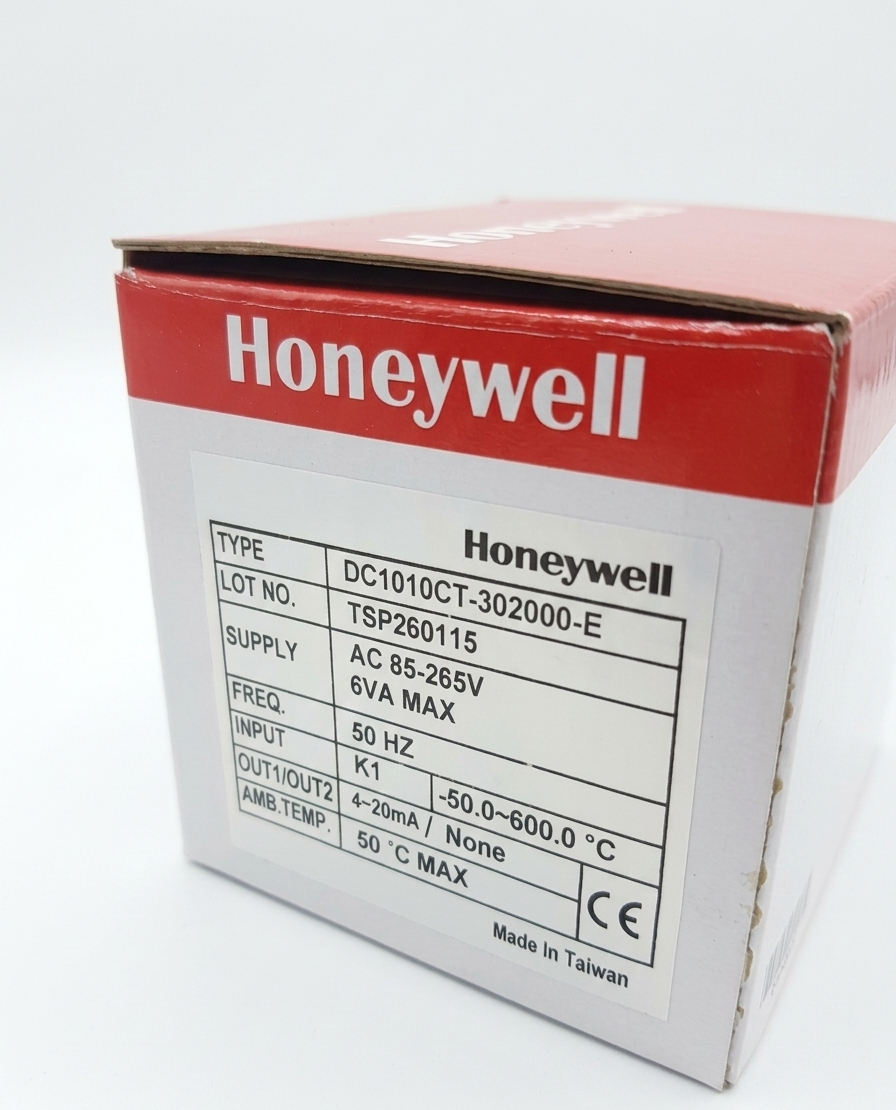 Honeywell
Honeywell
Honeywell
TYPE DC1010CT-302000-E
LOT NO. TSP260115
SUPPLY AC 85-265V
6VA MAX
FREQ. 50 HZ
INPUT K1 -50.0~600.0 °C
OUT1/OUT2 4~20mA / None
AMB.TEMP. 50 °C MAX
CE
Made In Taiwan